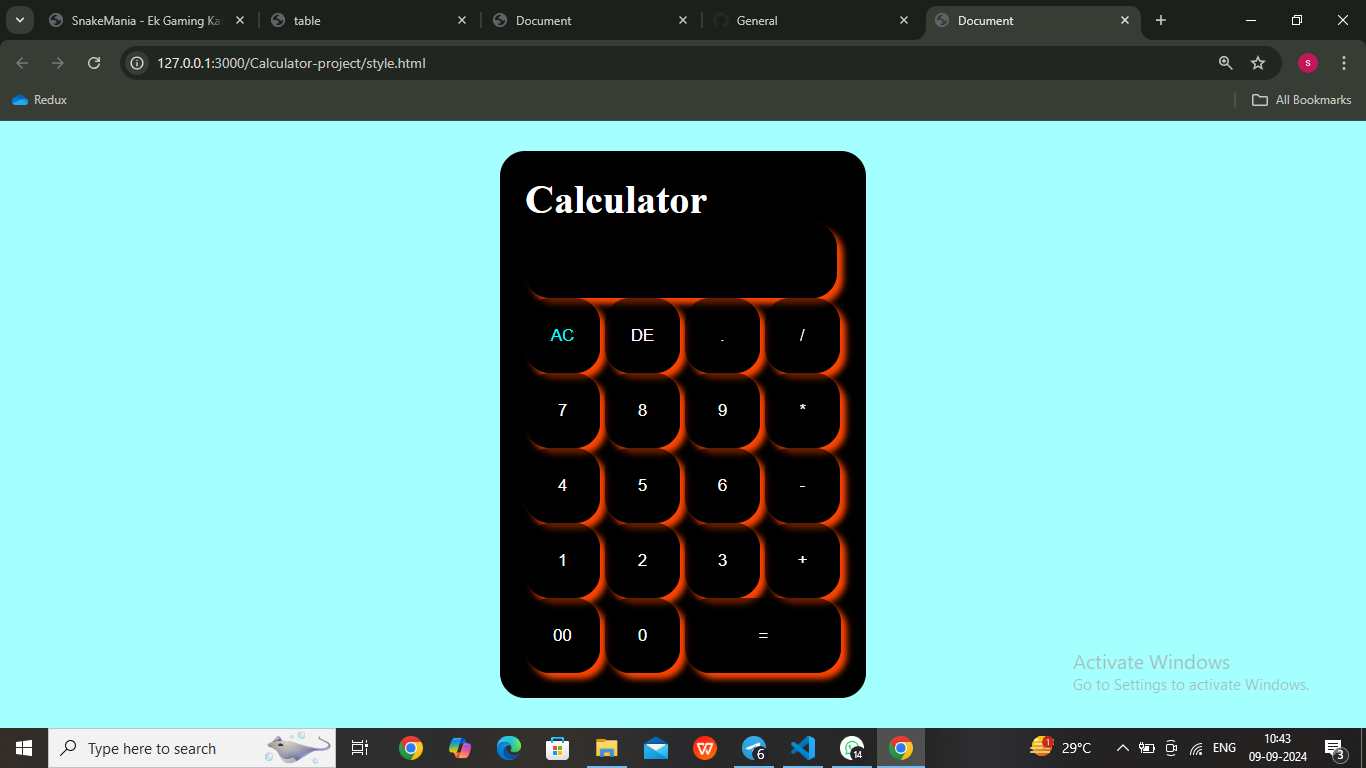 SnakeMania - Ek Gaming Ka
table
Document
General
Document
127.0.0.1:3000/Calculator-project/style.html
s
Redux
All Bookmarks
Calculator
AC DE . /
7 8 9 *
4 5 6 -
1 2 3 +
00 0 =
Activate Windows
Go to Settings to activate Windows.
Type here to search
W
6
14
1
29°C
ENG
10:43
09-09-2024
3